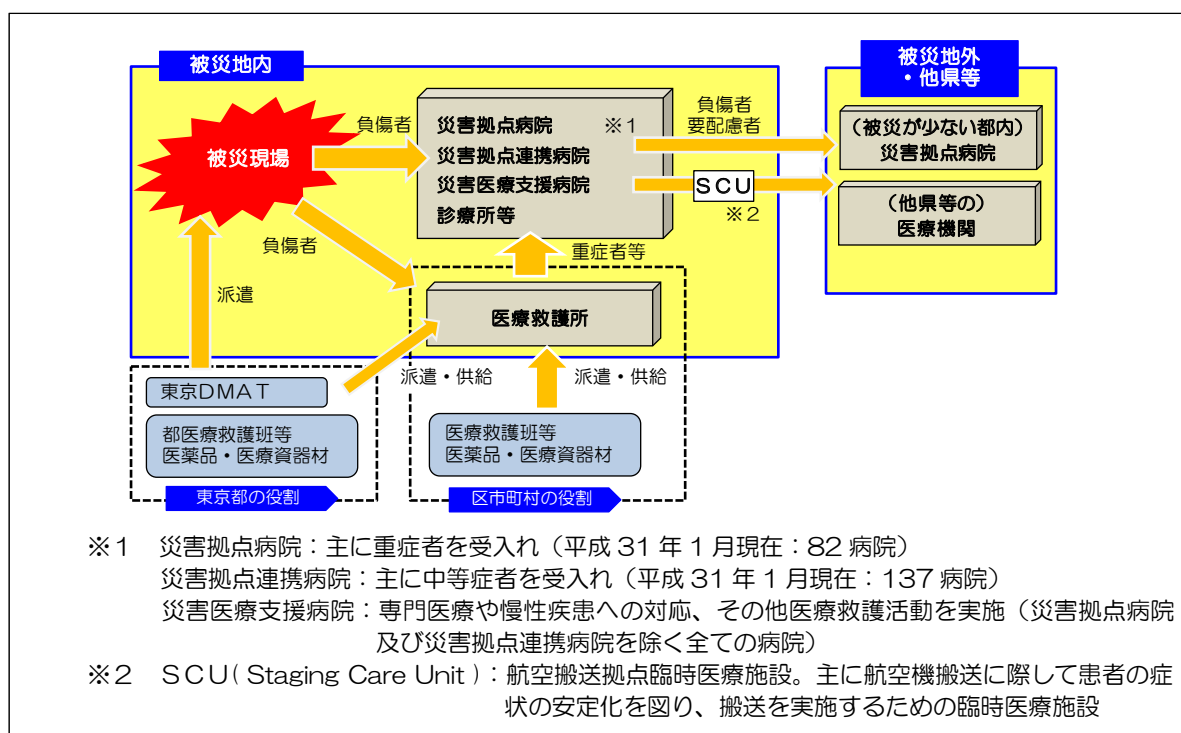 被災地内
被災地外
・他県等
負傷者
被災現場
災害拠点病院 ※1
災害拠点連携病院
災害医療支援病院
診療所等
負傷者
要配慮者
SCU
※2
(被災が少ない都内)
災害拠点病院
(他県等の)
医療機関
負傷者
重症者等
派遣
医療救護所
派遣・供給
派遣・供給
東京DMAT
都医療救護班等
医薬品・医療資器材
東京都の役割
医療救護班等
医薬品・医療資器材
区市町村の役割
※1 災害拠点病院:主に重症者を受入れ(平成 31 年 1 月現在:82 病院)
災害拠点連携病院:主に中等症者を受入れ(平成 31 年 1 月現在:137 病院)
災害医療支援病院:専門医療や慢性疾患への対応、その他医療救護活動を実施(災害拠点病院
及び災害拠点連携病院を除く全ての病院)
※2 SCU( Staging Care Unit ):航空搬送拠点臨時医療施設。主に航空機搬送に際して患者の症
状の安定化を図り、搬送を実施するための臨時医療施設